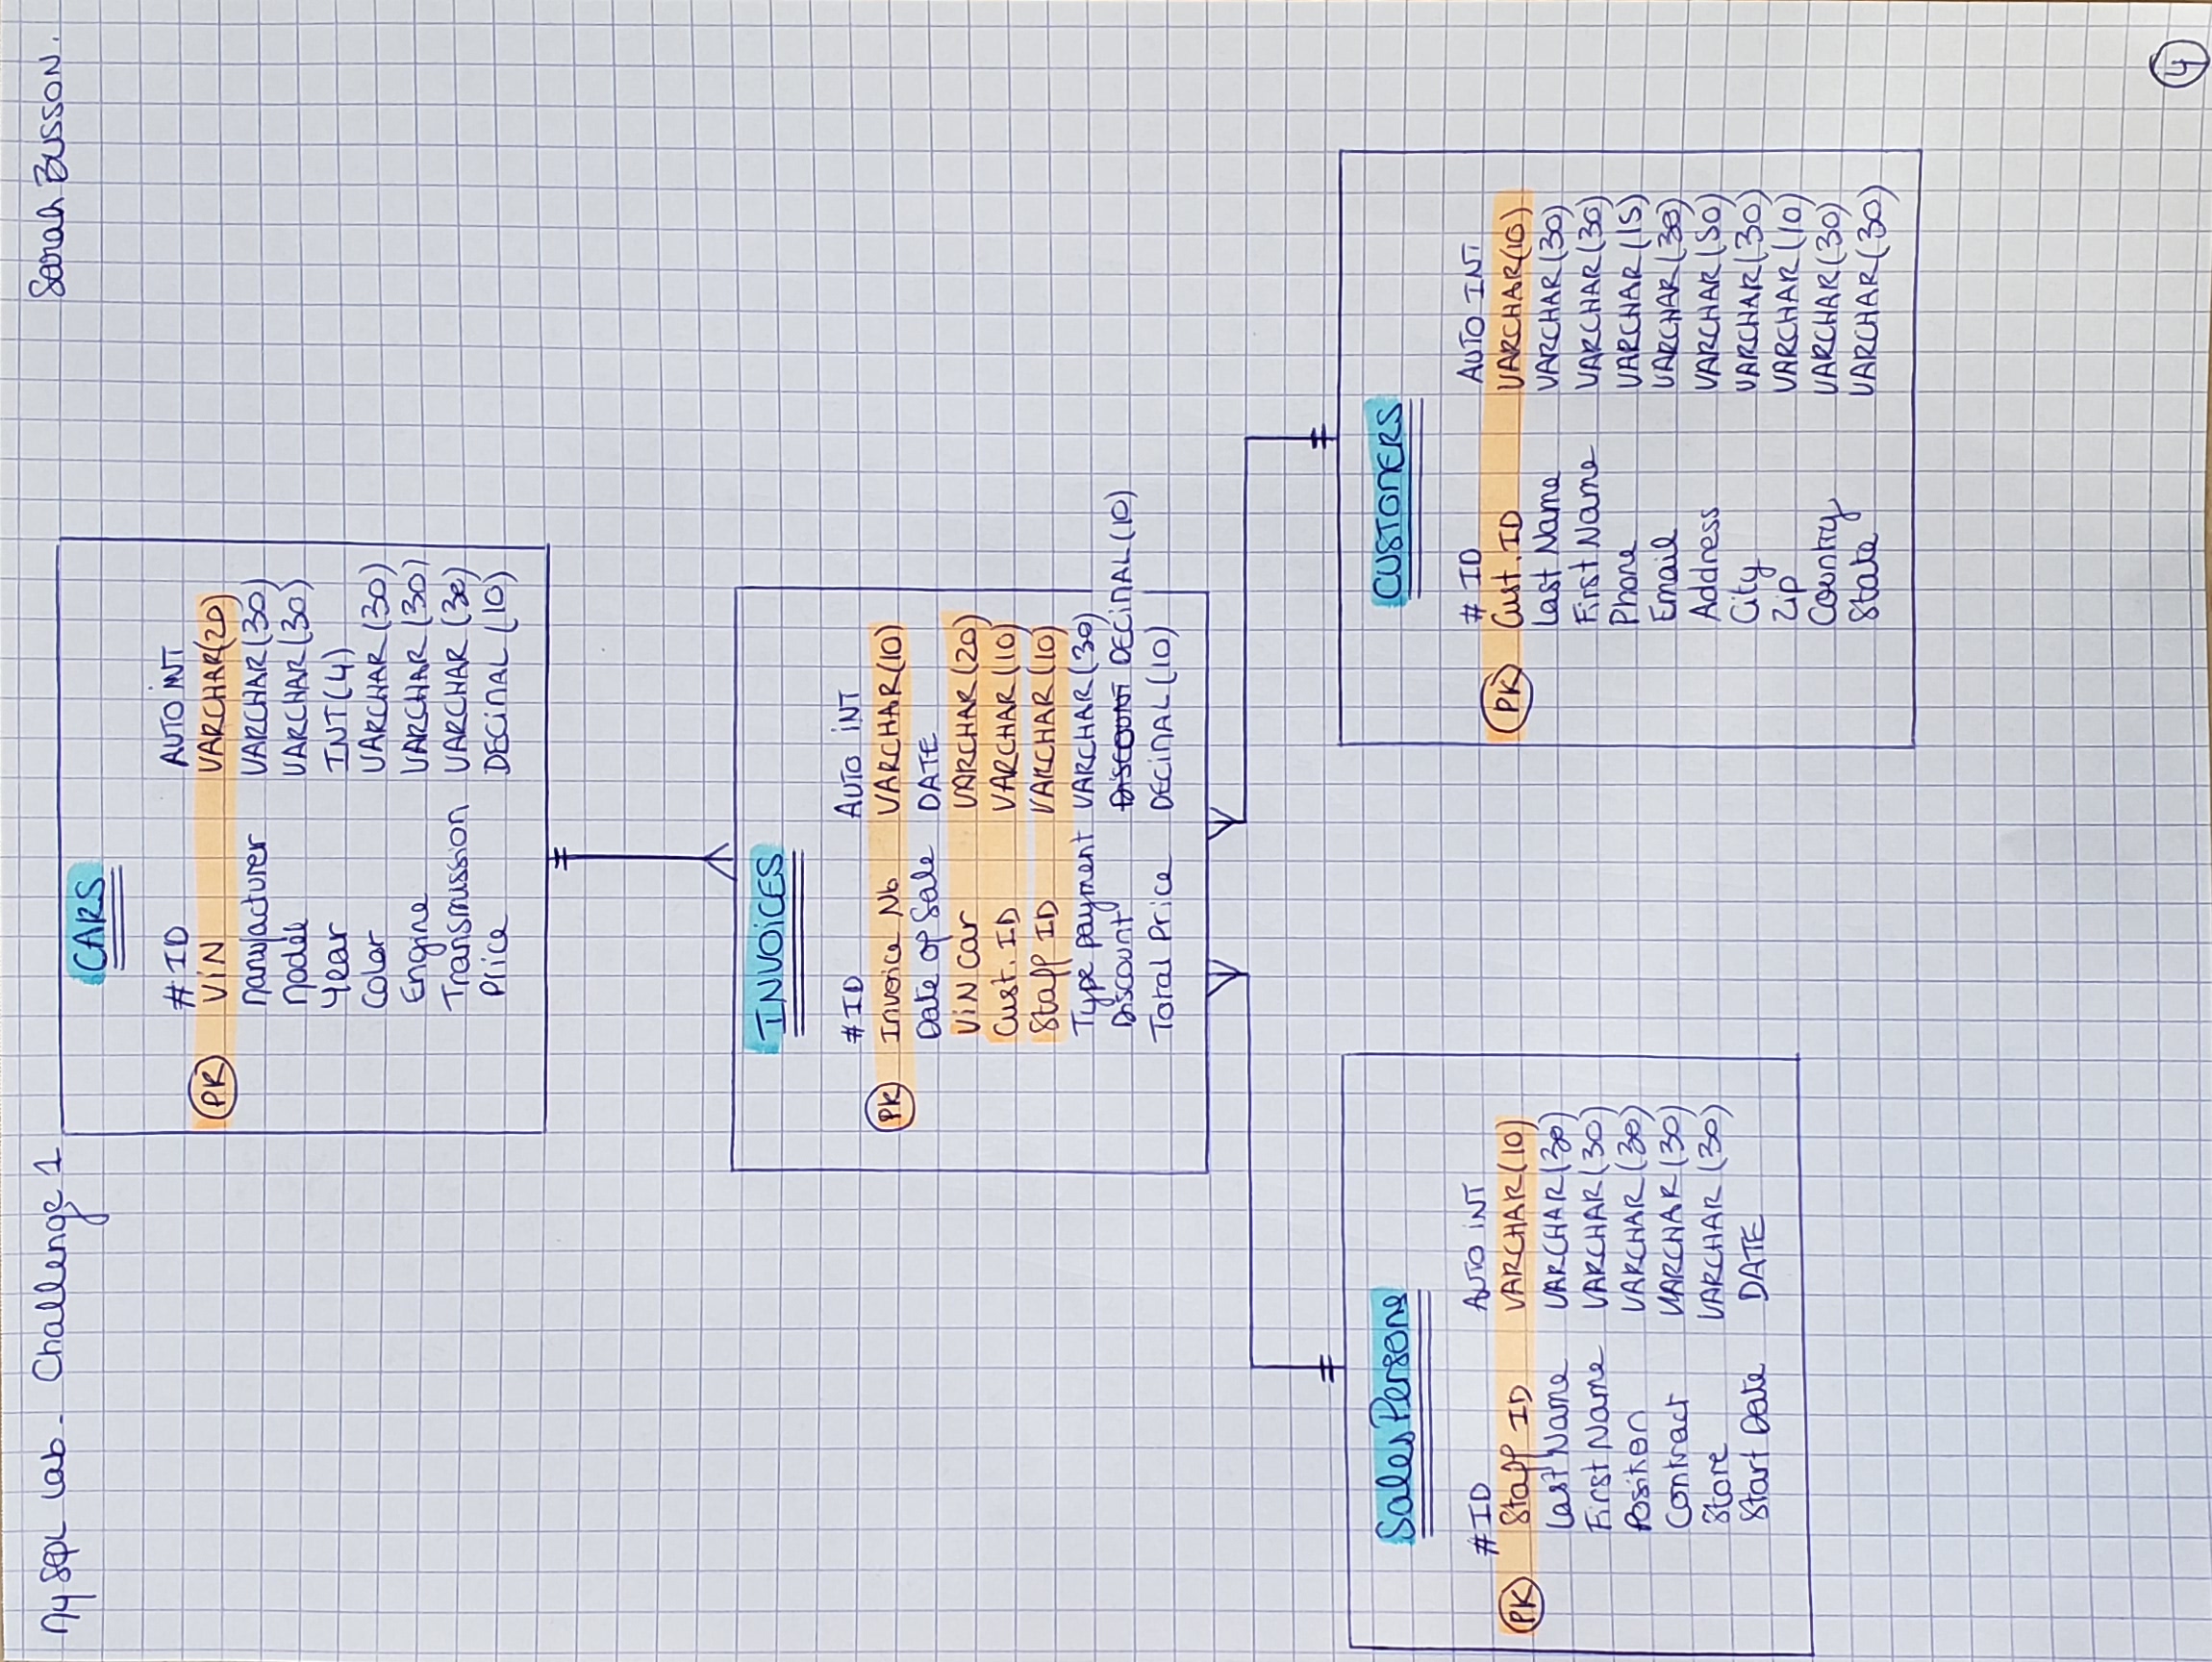 My SQL Lab - Challenge 1
Sarah BUSSON.
CARS
# ID AUTO INT
PK VIN VARCHAR(20)
Manufacturer VARCHAR(30)
Model VARCHAR(30)
Year INT(4)
Color VARCHAR(30)
Engine VARCHAR(30)
Transmission VARCHAR(30)
Price DECIMAL(10)
INVOICES
# ID AUTO INT
PK Invoice Nb VARCHAR(10)
Date of Sale DATE
VIN car VARCHAR(20)
Cust. ID VARCHAR(10)
Staff ID VARCHAR(10)
Type payment VARCHAR(30)
Discount DISCOUNT DECIMAL(10)
Total Price DECIMAL(10)
Sales Persons
# ID AUTO INT
PK Staff ID VARCHAR(10)
Last Name VARCHAR(30)
First Name VARCHAR(30)
Position VARCHAR(30)
Contract VARCHAR(30)
Store VARCHAR(30)
Start Date DATE
CUSTOMERS
# ID AUTO INT
PK Cust. ID VARCHAR(10)
Last Name VARCHAR(30)
First Name VARCHAR(30)
Phone VARCHAR(15)
Email VARCHAR(30)
Address VARCHAR(50)
City VARCHAR(30)
Zip VARCHAR(10)
Country VARCHAR(30)
State VARCHAR(30)
4